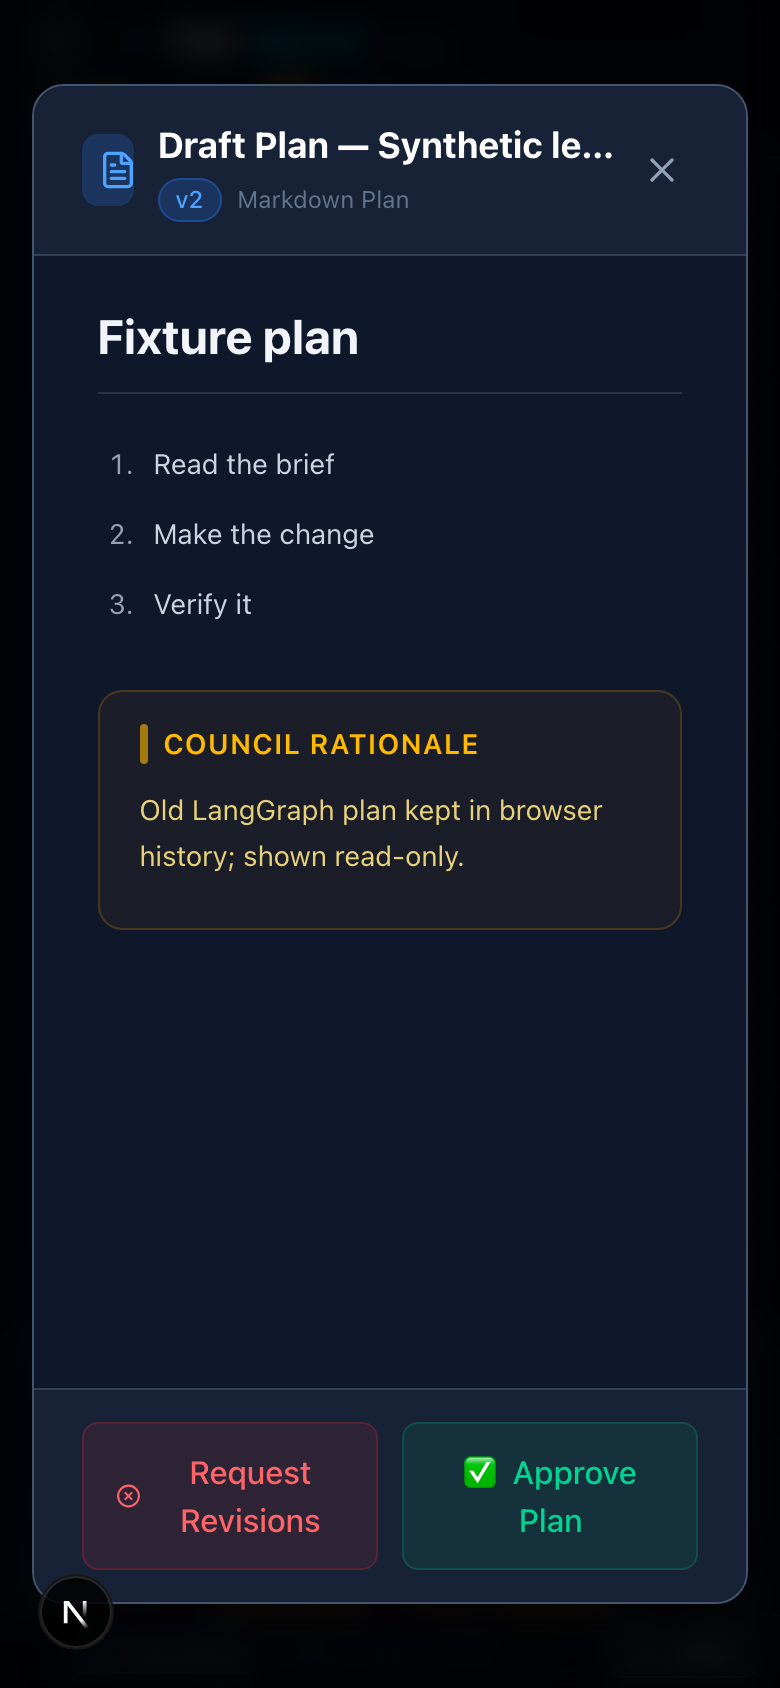 Draft Plan — Synthetic le...
v2 Markdown Plan
Fixture plan
1. Read the brief
2. Make the change
3. Verify it
COUNCIL RATIONALE
Old LangGraph plan kept in browser
history; shown read-only.
Request
Revisions
✅ Approve
Plan
N